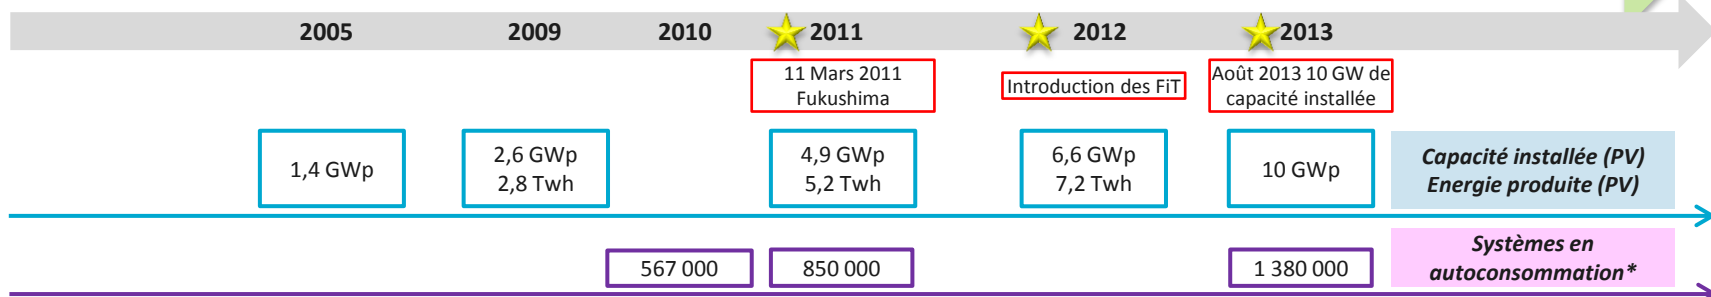 2005 2009 2010 2011 2012 2013
11 Mars 2011
Fukushima
Introduction des FiT
Août 2013 10 GW de
capacité installée
1,4 GWp
2,6 GWp
2,8 Twh
4,9 GWp
5,2 Twh
6,6 GWp
7,2 Twh
10 GWp
Capacité installée (PV)
Energie produite (PV)
567 000
850 000
1 380 000
Systèmes en
autoconsommation*